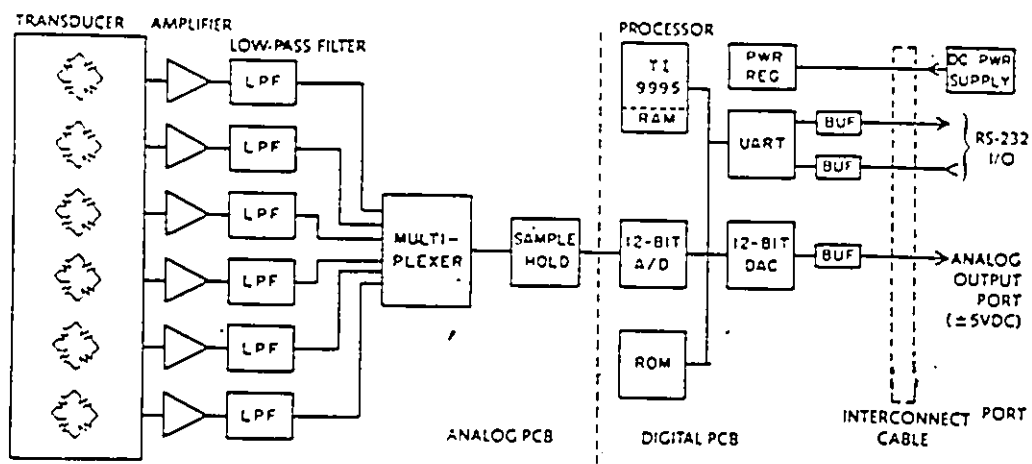 TRANSDUCER
AMPLIFIER
LOW-PASS FILTER
LPF
LPF
LPF
LPF
LPF
LPF
MULTI-
PLEXER
SAMPLE
HOLD
ANALOG PCB
PROCESSOR
TI
9995
RAM
PWR
REG
DC PWR
SUPPLY
UART
BUF
BUF
RS-232
I/O
12-BIT
A/D
12-BIT
DAC
BUF
ANALOG
OUTPUT
PORT
(±5VDC)
ROM
DIGITAL PCB
INTERCONNECT
CABLE
PORT